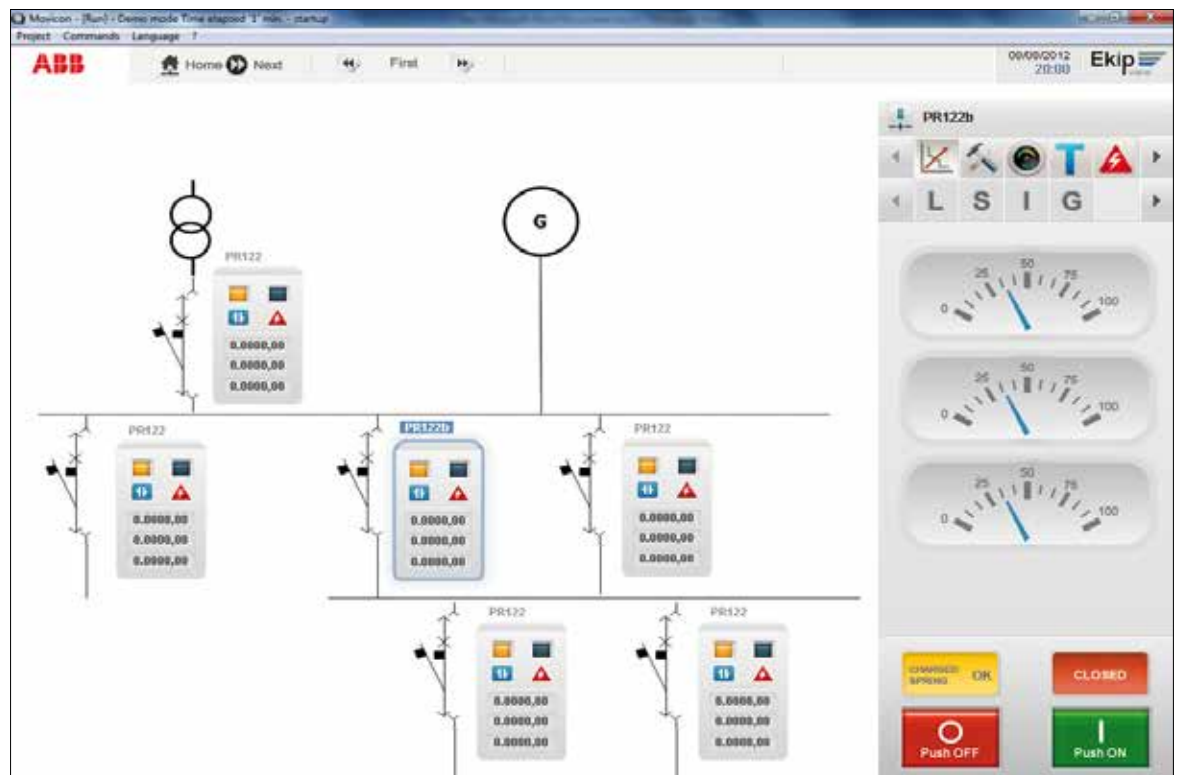 Movicon - [Run] - Demo mode Time elapsed '3' min. - startup
Project Commands Language ?
ABB Home Next First 00/00/2012 20:00 Ekip
PR122b
L S I G
G
PR122
0.0000,00
0.0000,00
0.0000,00
0 25 50 75 100
0 25 50 75 100
0 25 50 75 100
PR122
0.0000,00
0.0000,00
0.0000,00
PR122b
0.0000,00
0.0000,00
0.0000,00
PR122
0.0000,00
0.0000,00
0.0000,00
PR122
0.0000,00
0.0000,00
0.0000,00
PR122
0.0000,00
0.0000,00
0.0000,00
CHARGED
SPRING OK
CLOSED
Push OFF
Push ON